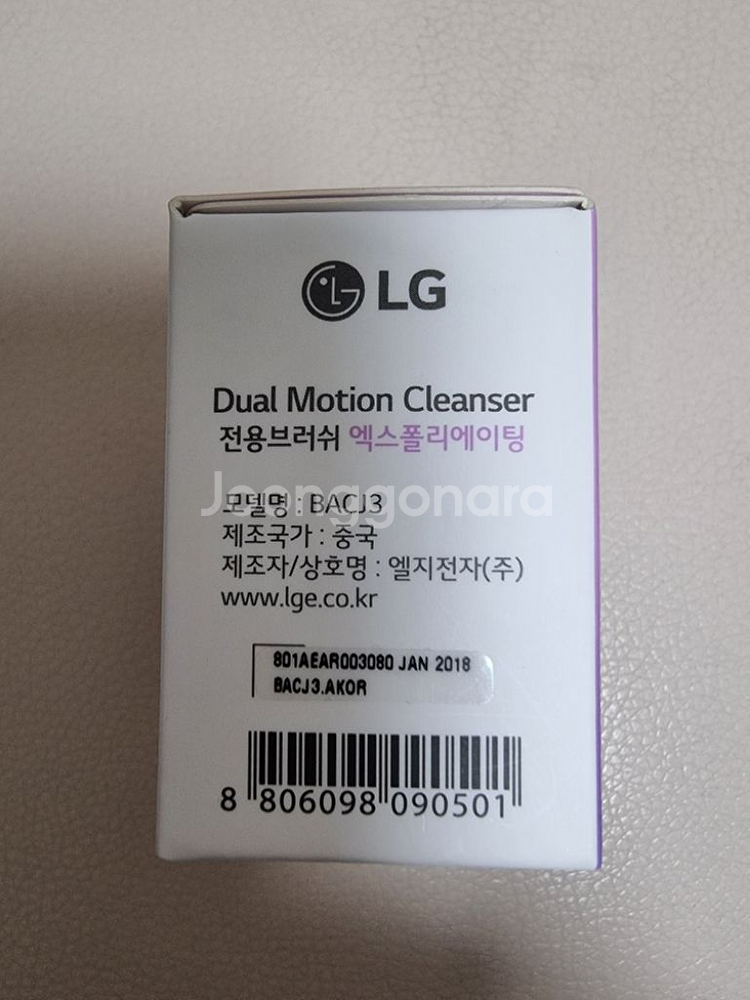 LG
Dual Motion Cleanser
전용브러쉬 엑스폴리에이팅
Joonggonara
모델명 : BACJ3
제조국가 : 중국
제조자/상호명 : 엘지전자(주)
www.lge.co.kr
801AEAR003080 JAN 2018
BACJ3.AKOR
8 806098 090501